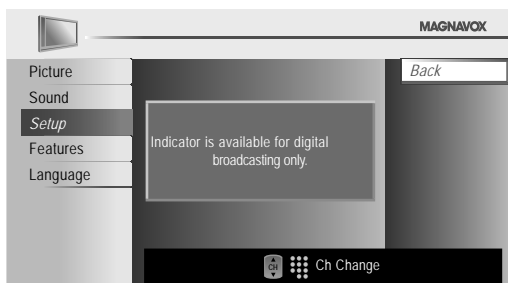 MAGNAVOX
Picture
Sound
Setup
Features
Language
Back
Indicator is available for digital
broadcasting only.
CH
Ch Change